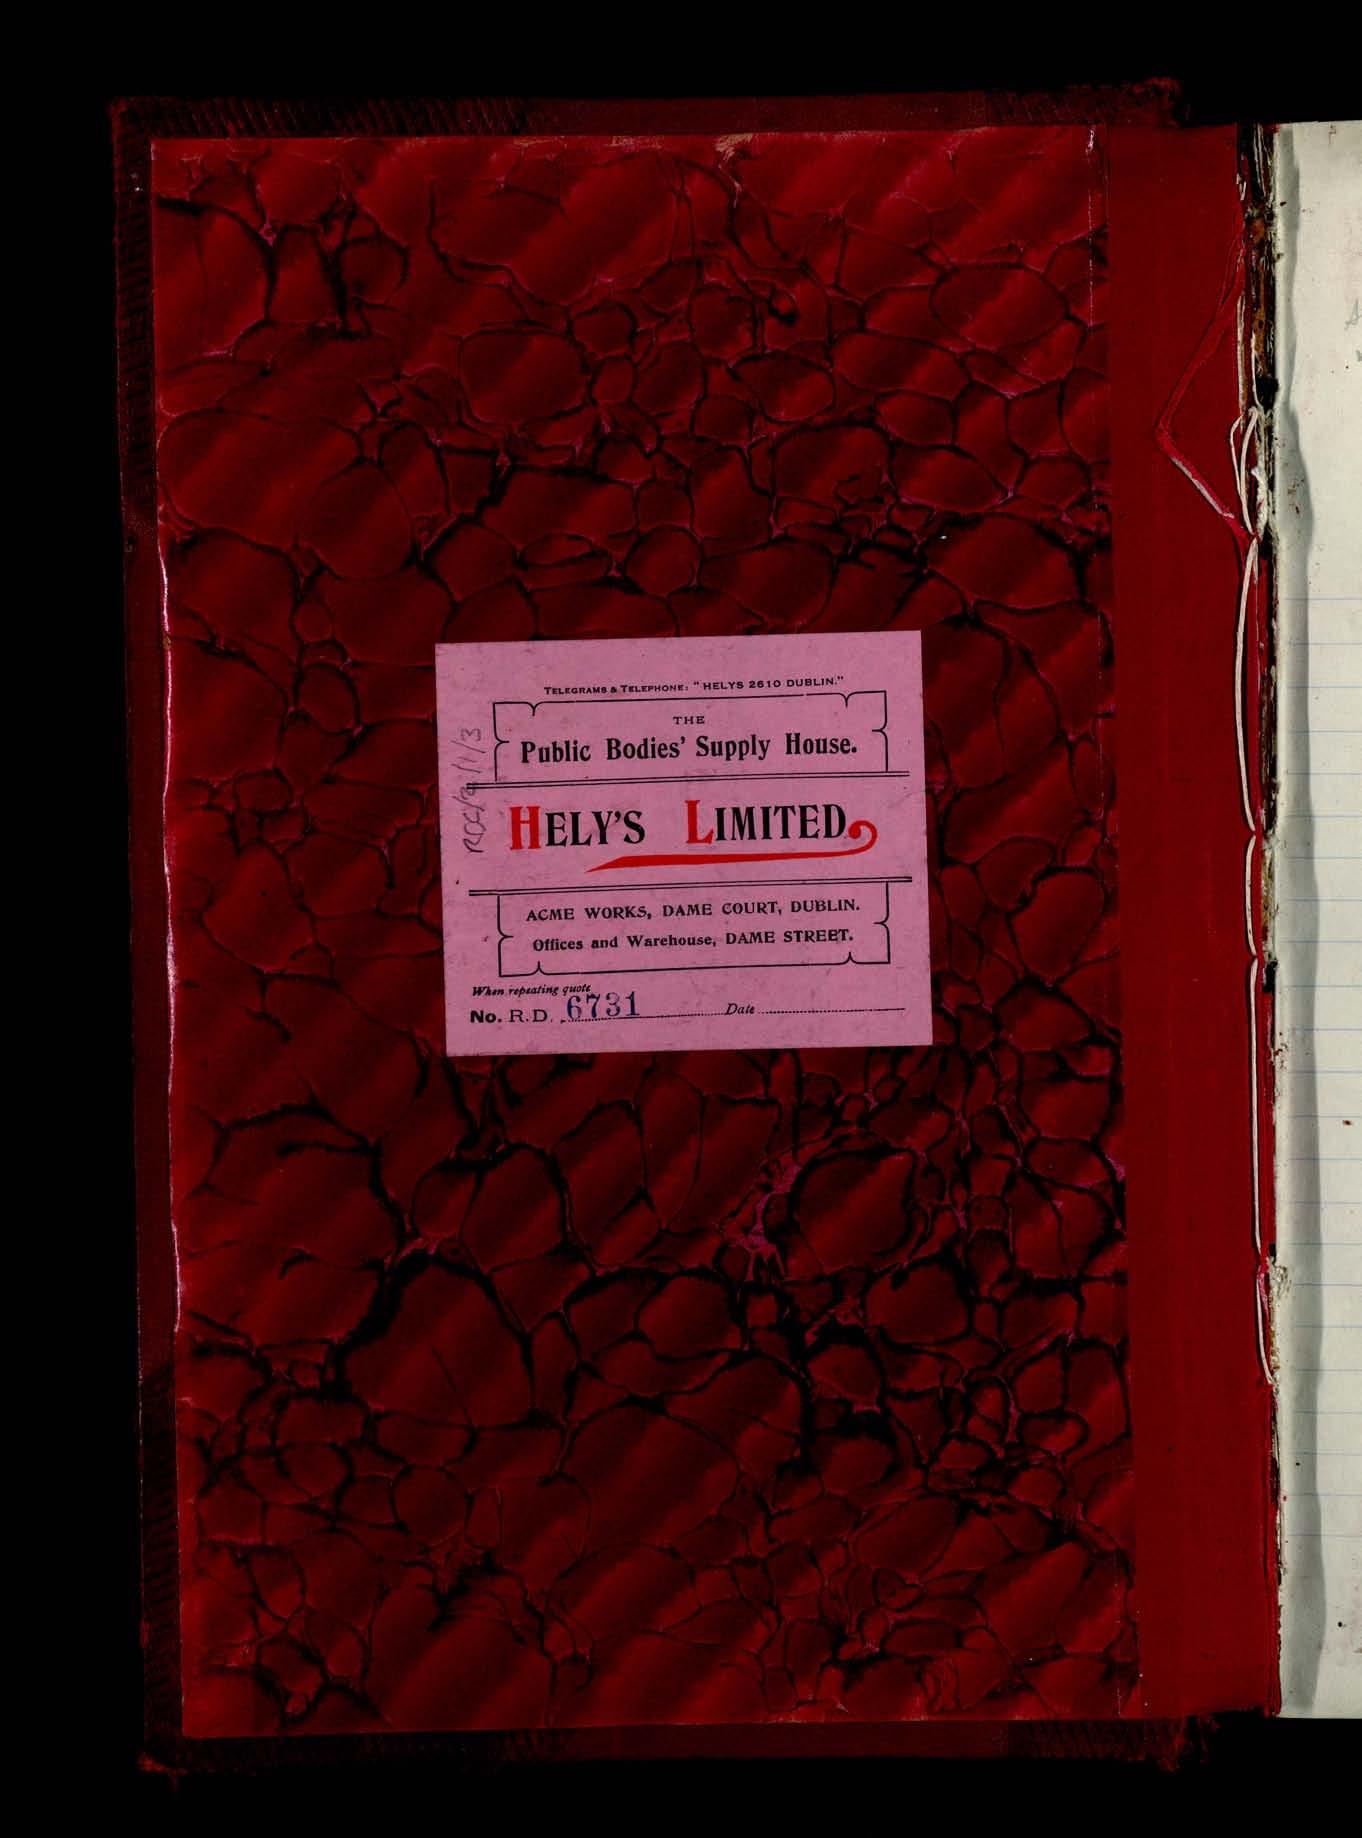 TELEGRAMS & TELEPHONE: "HELYS 2610 DUBLIN."
THE
Public Bodies' Supply House.
HELY'S LIMITED.
ACME WORKS, DAME COURT, DUBLIN.
Offices and Warehouse, DAME STREET.
When repeating quote
No. R.D. 6731 Date